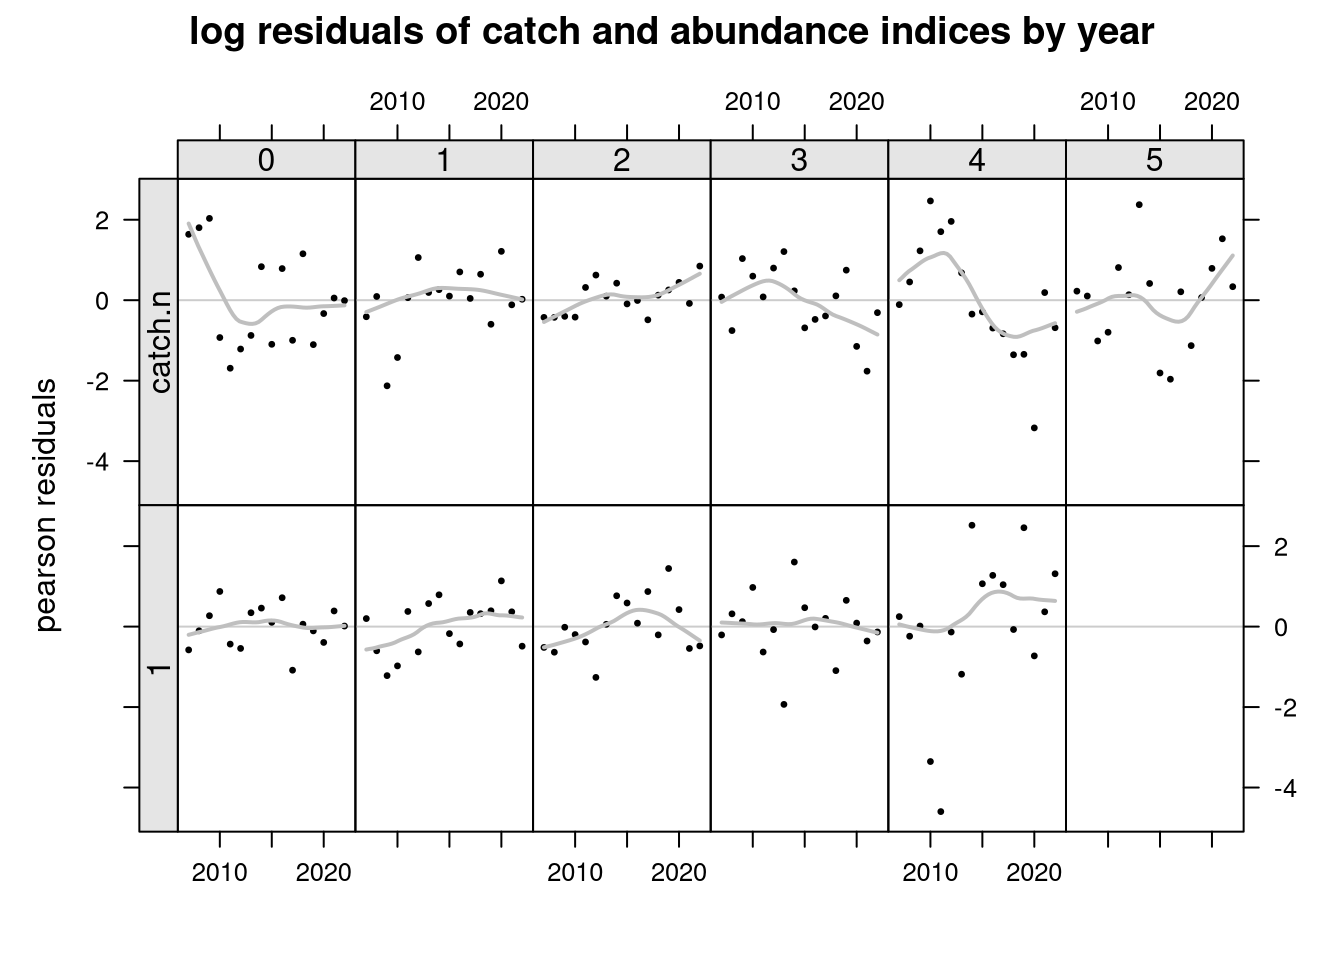 log residuals of catch and abundance indices by year
2010 2020 2010 2020 2010 2020
0 1 2 3 4 5
catch.n
2
0
-2
-4
pearson residuals
1
2
0
-2
-4
2010 2020 2010 2020 2010 2020